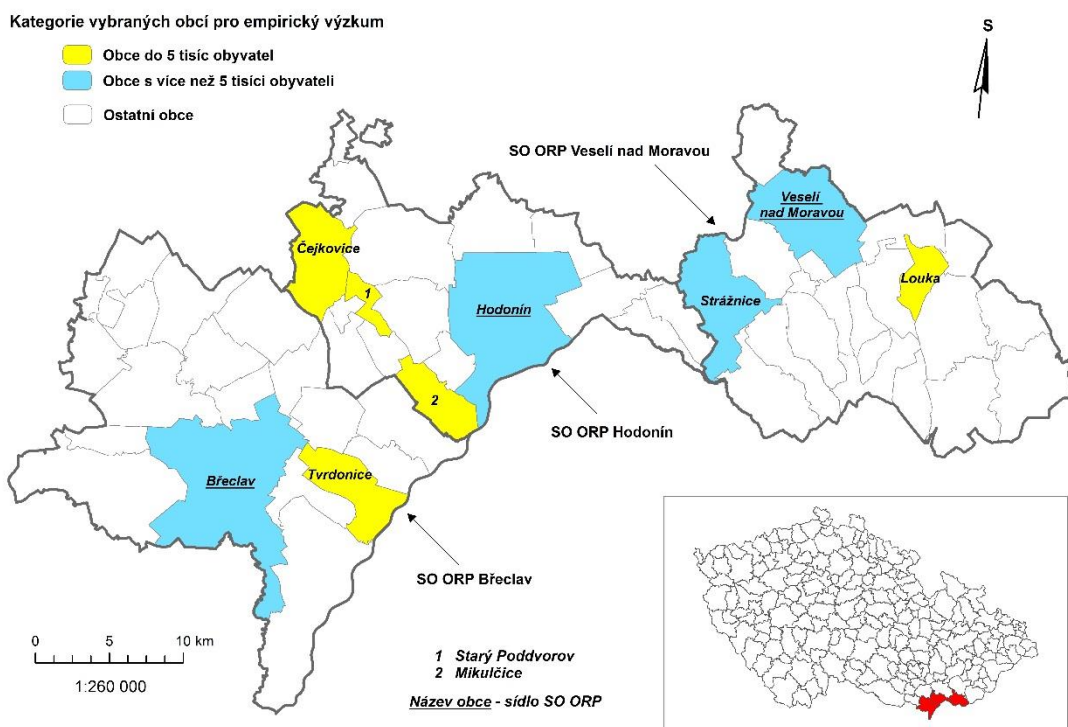 Kategorie vybraných obcí pro empirický výzkum
Obce do 5 tisíc obyvatel
Obce s více než 5 tisíci obyvateli
Ostatní obce
S
SO ORP Veselí nad Moravou
Veselí
nad Moravou
Čejkovice
1
Hodonín
Strážnice
Louka
2
SO ORP Hodonín
Břeclav
Tvrdonice
SO ORP Břeclav
0 5 10 km
1:260 000
1 Starý Poddvorov
2 Mikulčice
Název obce - sídlo SO ORP